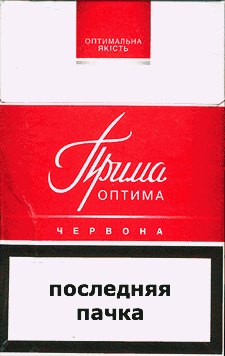 ОПТИМАЛЬНА
ЯКІСТЬ
Прима
ОПТИМА
ЧЕРВОНА
последняя
пачка